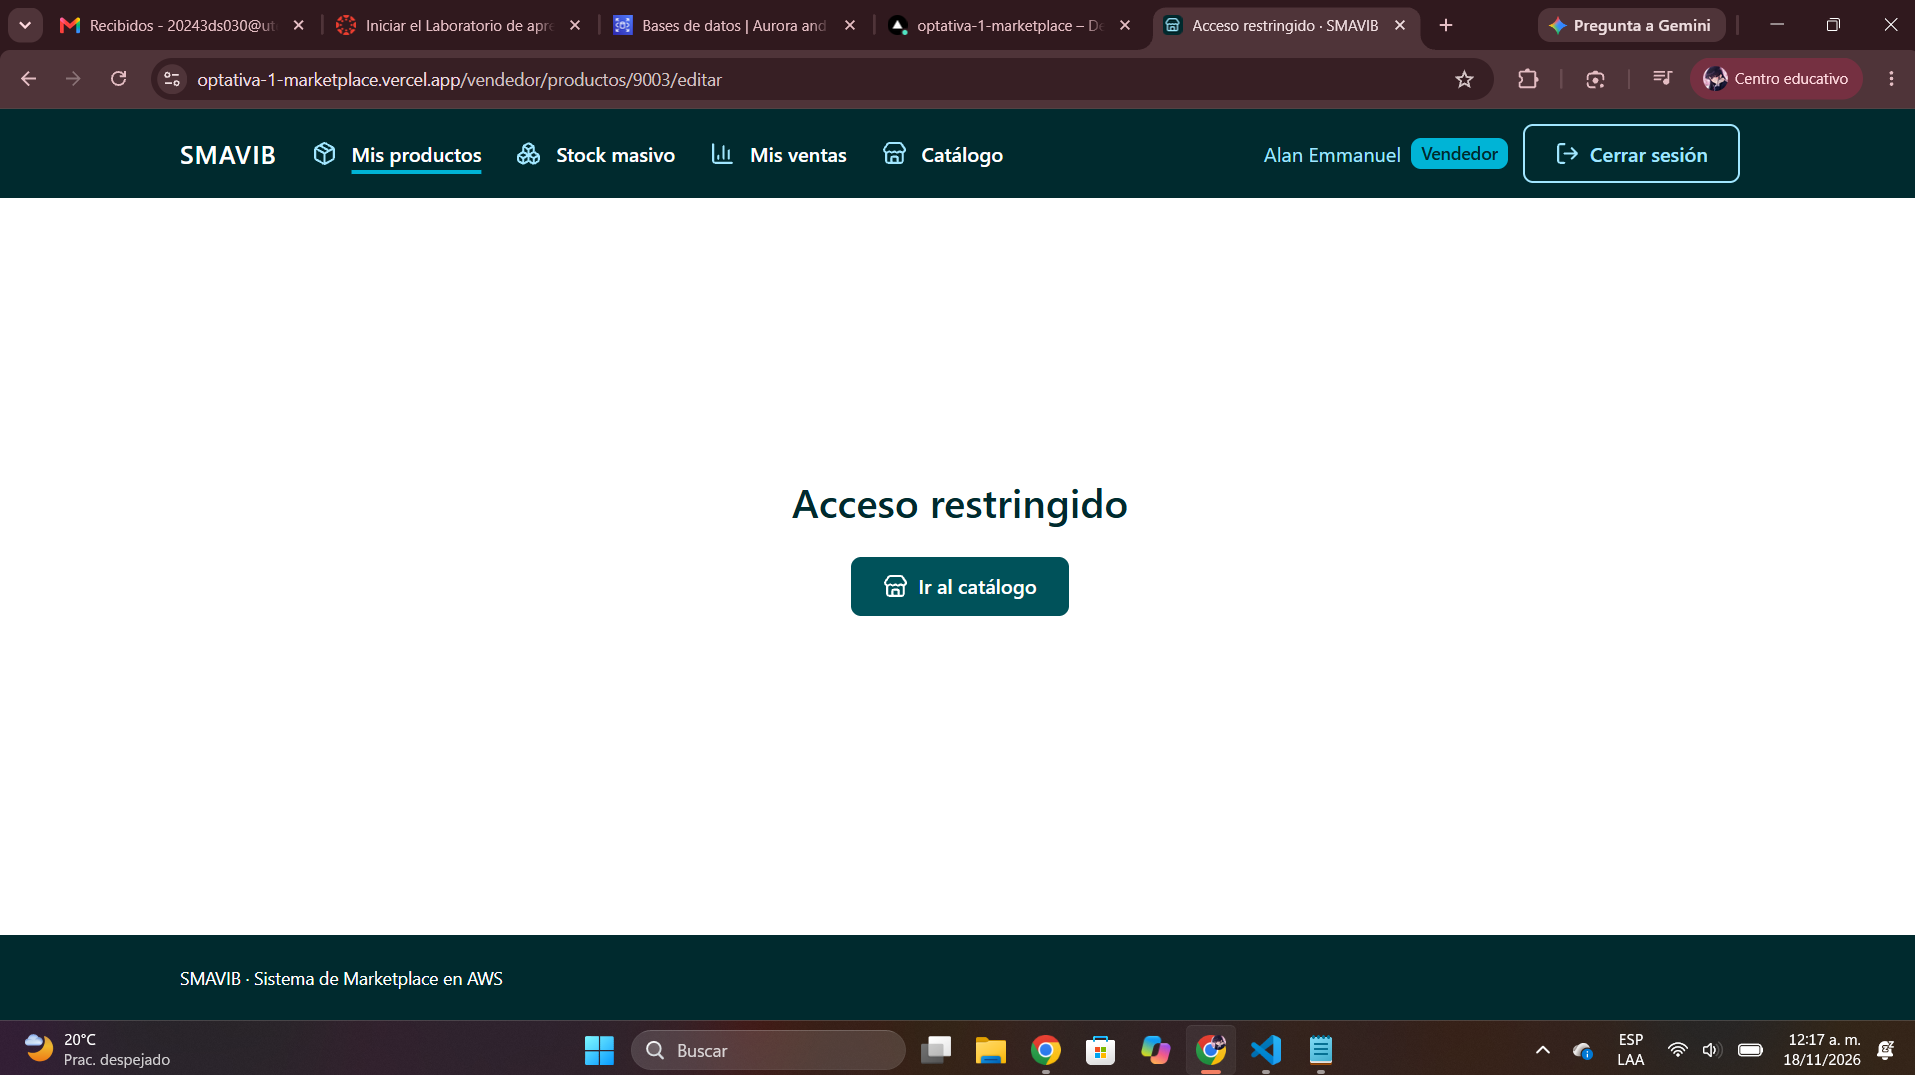 Recibidos - 20243ds030@ut
Iniciar el Laboratorio de apre
Bases de datos | Aurora and
optativa-1-marketplace – De
Acceso restringido · SMAVIB
Pregunta a Gemini
optativa-1-marketplace.vercel.app/vendedor/productos/9003/editar
Centro educativo
SMAVIB
Mis productos
Stock masivo
Mis ventas
Catálogo
Alan Emmanuel
Vendedor
Cerrar sesión
Acceso restringido
Ir al catálogo
SMAVIB · Sistema de Marketplace en AWS
20°C
Prac. despejado
Buscar
ESP
LAA
12:17 a. m.
18/11/2026